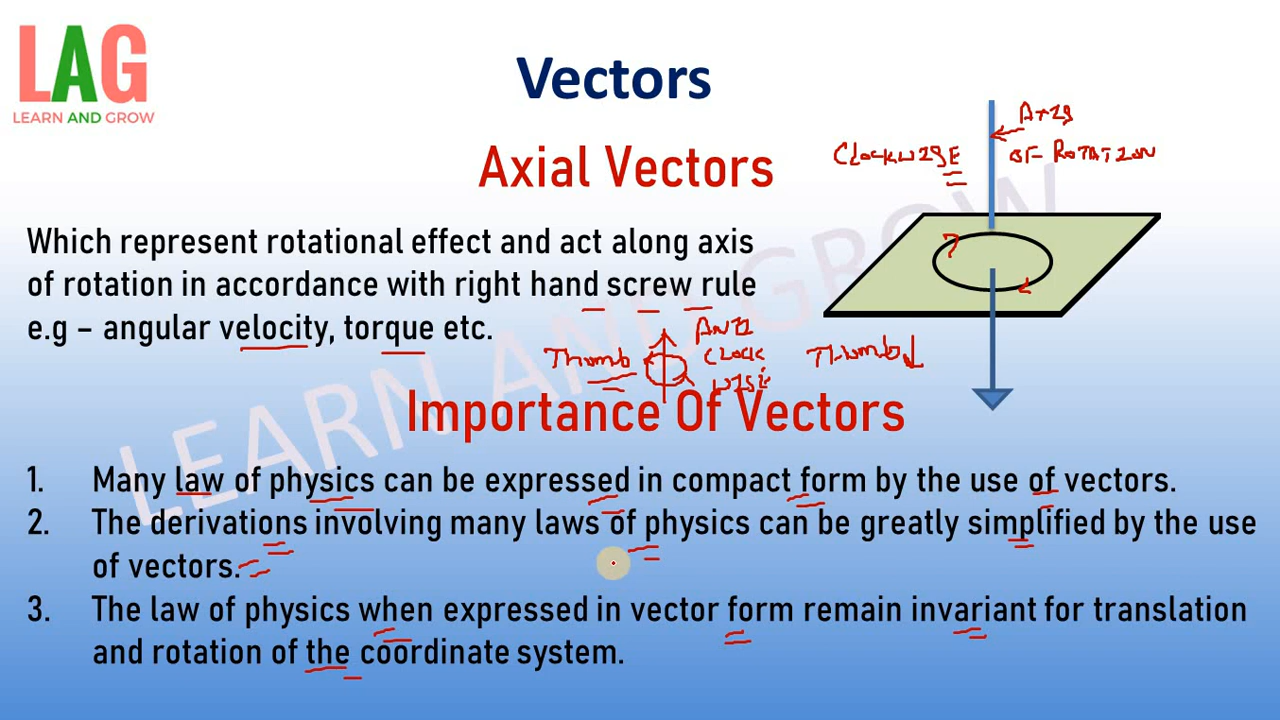 LAG
LEARN AND GROW
Vectors
Axial Vectors
Which represent rotational effect and act along axis
of rotation in accordance with right hand screw rule
e.g – angular velocity, torque etc.
CLOCKWISE
AXIS
OF ROTATION
Thumb
ANTI
CLOCK
WISE
Thumb
Importance Of Vectors
1. Many law of physics can be expressed in compact form by the use of vectors.
2. The derivations involving many laws of physics can be greatly simplified by the use
of vectors.
3. The law of physics when expressed in vector form remain invariant for translation
and rotation of the coordinate system.
LEARN AND GROW